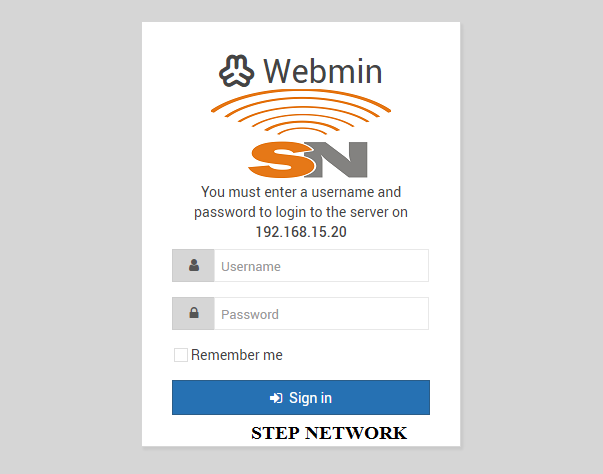 Webmin
SN
You must enter a username and
password to login to the server on
192.168.15.20
Username
Password
Remember me
Sign in
STEP NETWORK